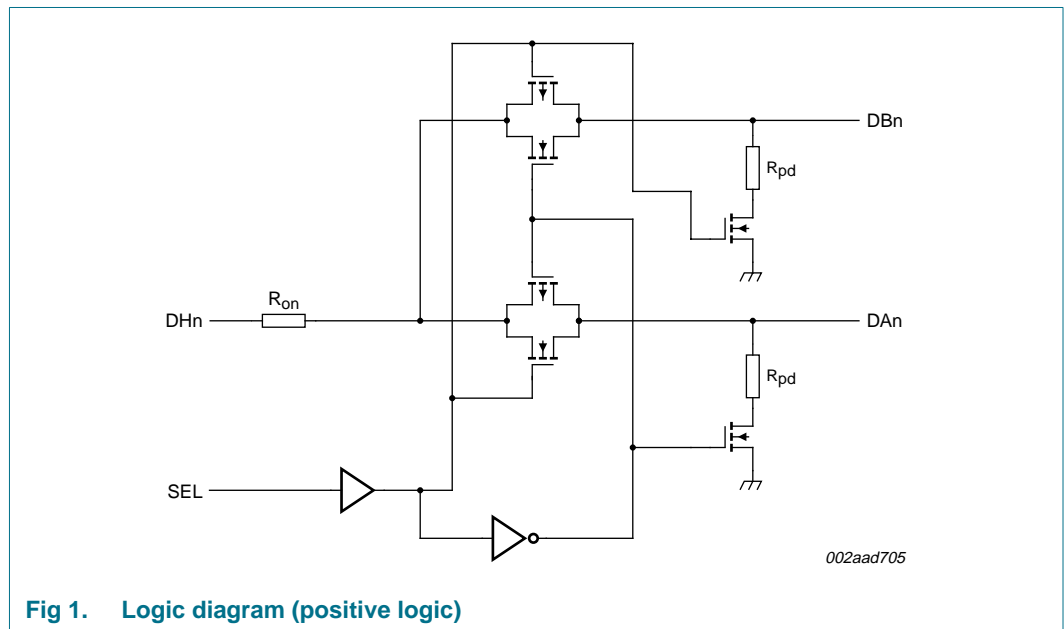 DBn
Rpd
Ron
DHn
DAn
Rpd
SEL
002aad705
Fig 1. Logic diagram (positive logic)